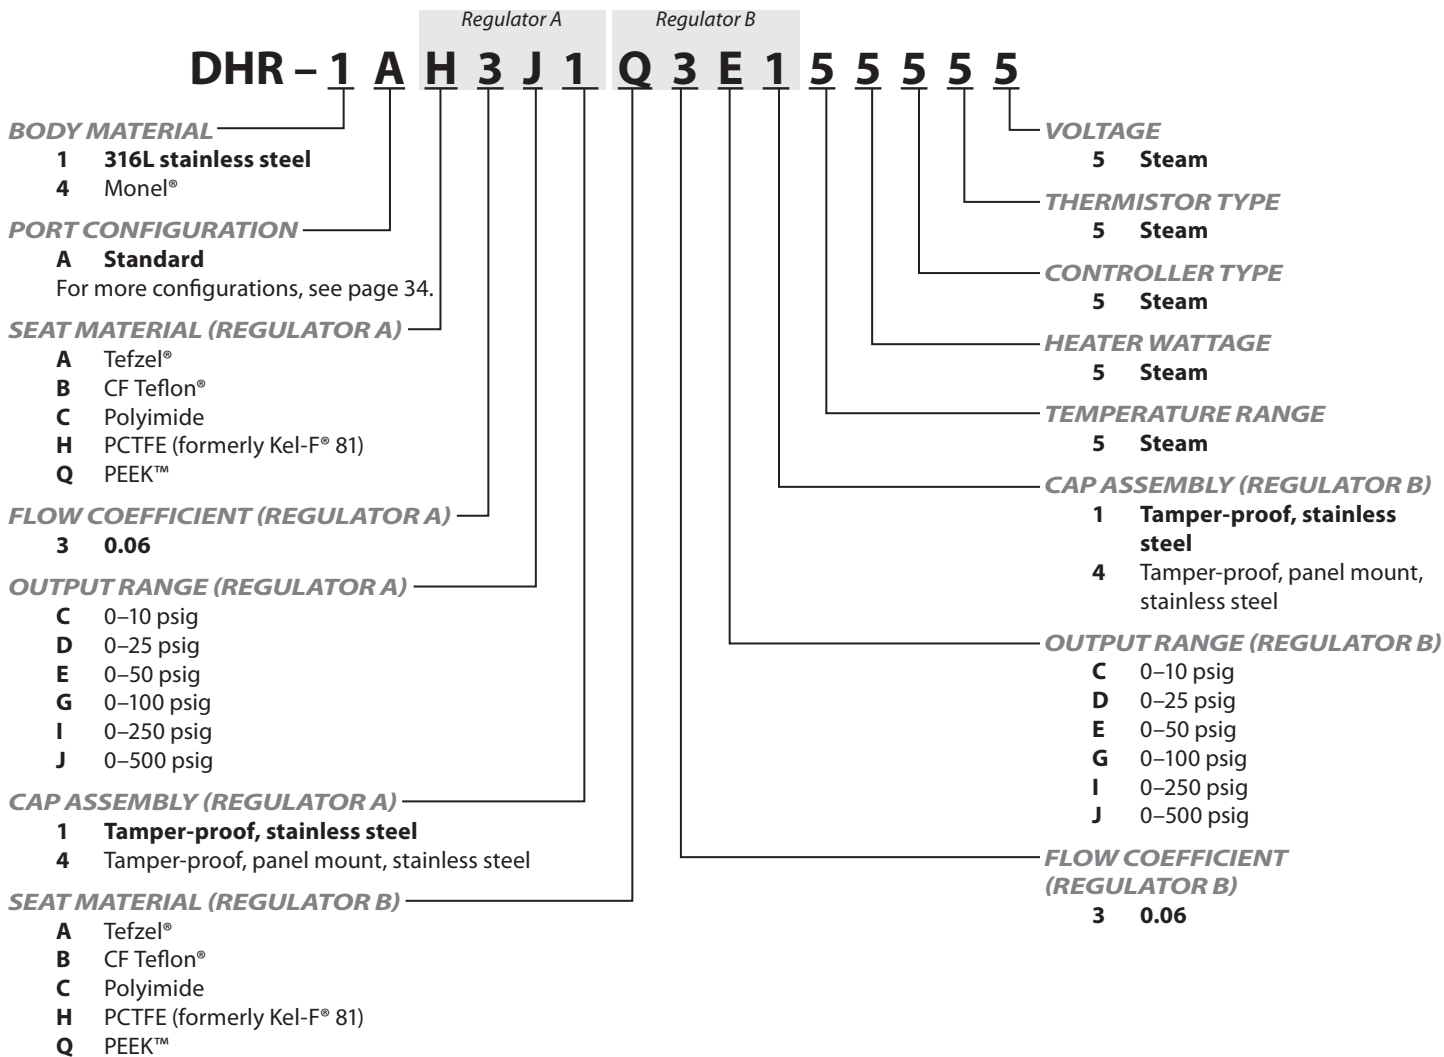 Regulator A
Regulator B
DHR – 1 A H 3 J 1 Q 3 E 1 5 5 5 5 5
BODY MATERIAL
1 316L stainless steel
4 Monel®
PORT CONFIGURATION
A Standard
For more configurations, see page 34.
SEAT MATERIAL (REGULATOR A)
A Tefzel®
B CF Teflon®
C Polyimide
H PCTFE (formerly Kel-F® 81)
Q PEEK™
FLOW COEFFICIENT (REGULATOR A)
3 0.06
OUTPUT RANGE (REGULATOR A)
C 0–10 psig
D 0–25 psig
E 0–50 psig
G 0–100 psig
I 0–250 psig
J 0–500 psig
CAP ASSEMBLY (REGULATOR A)
1 Tamper-proof, stainless steel
4 Tamper-proof, panel mount, stainless steel
SEAT MATERIAL (REGULATOR B)
A Tefzel®
B CF Teflon®
C Polyimide
H PCTFE (formerly Kel-F® 81)
Q PEEK™
VOLTAGE
5 Steam
THERMISTOR TYPE
5 Steam
CONTROLLER TYPE
5 Steam
HEATER WATTAGE
5 Steam
TEMPERATURE RANGE
5 Steam
CAP ASSEMBLY (REGULATOR B)
1 Tamper-proof, stainless
steel
4 Tamper-proof, panel mount,
stainless steel
OUTPUT RANGE (REGULATOR B)
C 0–10 psig
D 0–25 psig
E 0–50 psig
G 0–100 psig
I 0–250 psig
J 0–500 psig
FLOW COEFFICIENT
(REGULATOR B)
3 0.06